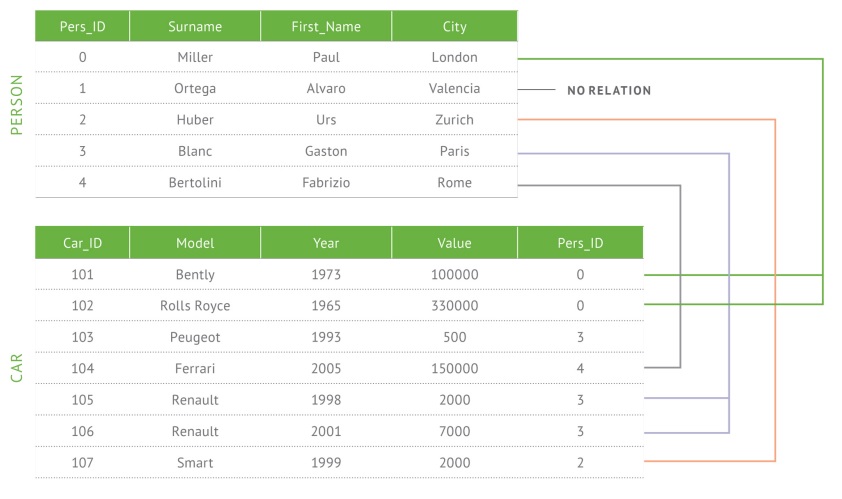 Pers_ID Surname First_Name City
0 Miller Paul London
1 Ortega Alvaro Valencia NO RELATION
2 Huber Urs Zurich
3 Blanc Gaston Paris
4 Bertolini Fabrizio Rome
PERSON
Car_ID Model Year Value Pers_ID
101 Bently 1973 100000 0
102 Rolls Royce 1965 330000 0
103 Peugeot 1993 500 3
104 Ferrari 2005 150000 4
105 Renault 1998 2000 3
106 Renault 2001 7000 3
107 Smart 1999 2000 2
CAR